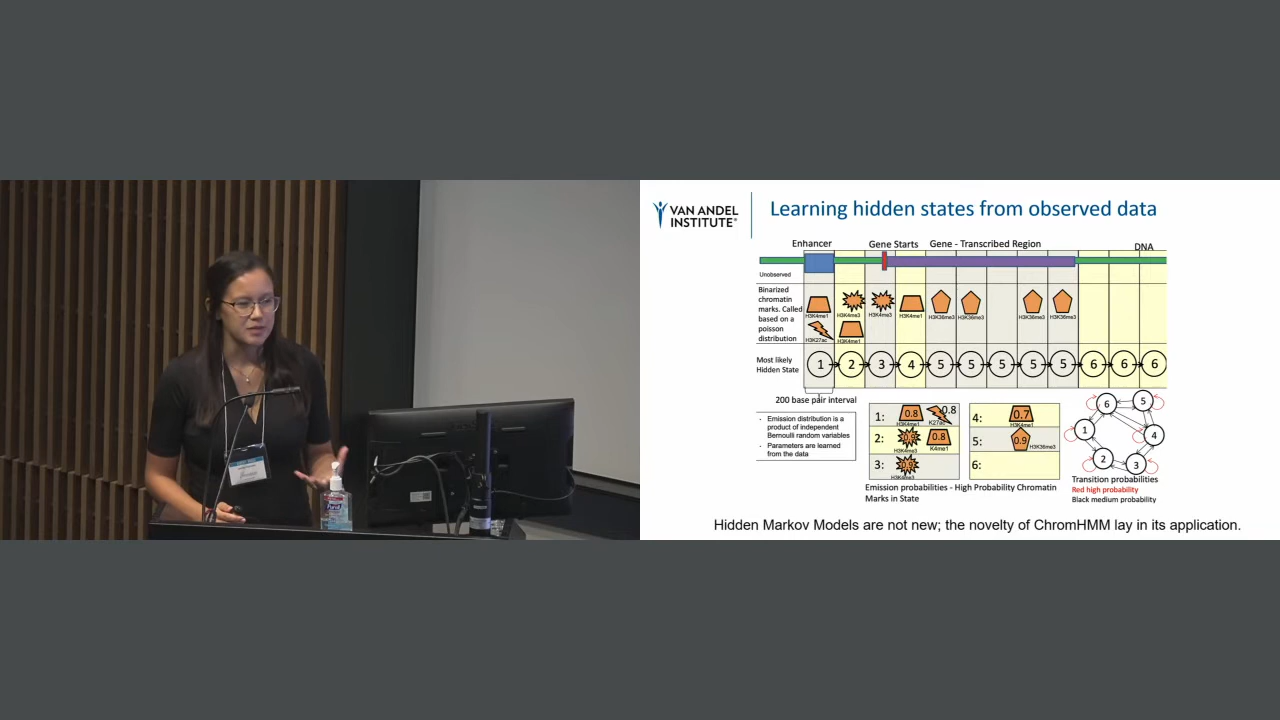 VAN ANDEL
INSTITUTE®
Learning hidden states from observed data
Enhancer
Gene Starts
Gene - Transcribed Region
DNA
Unobserved
Binarized
chromatin
marks. Called
based on a
poisson
distribution
H3K4me1
H3K4me3
H3K4me3
H3K4me1
H3K36me3
H3K36me3
H3K36me3
H3K36me3
H3K27ac
H3K4me1
Most likely
Hidden State
1 2 3 4 5 5 5 5 5 6 6 6
200 base pair interval
- Emission distribution is a
product of independent
Bernoulli random variables
- Parameters are learned
from the data
1: 0.8 0.8
H3K4me1 K27ac
2: 0.9 0.8
H3K4me3 K4me1
3: 0.9
H3K4me3
4: 0.7
H3K4me1
5: 0.9 H3K36me3
6:
Emission probabilities - High Probability Chromatin
Marks in State
6 5
1 4
2 3
Transition probabilities
Red high probability
Black medium probability
Hidden Markov Models are not new; the novelty of ChromHMM lay in its application.